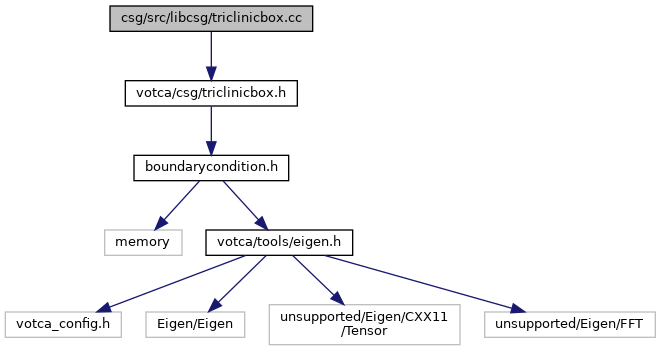 csg/src/libcsg/triclinicbox.cc
votca/csg/triclinicbox.h
boundarycondition.h
memory
votca/tools/eigen.h
votca_config.h
Eigen/Eigen
unsupported/Eigen/CXX11
/Tensor
unsupported/Eigen/FFT